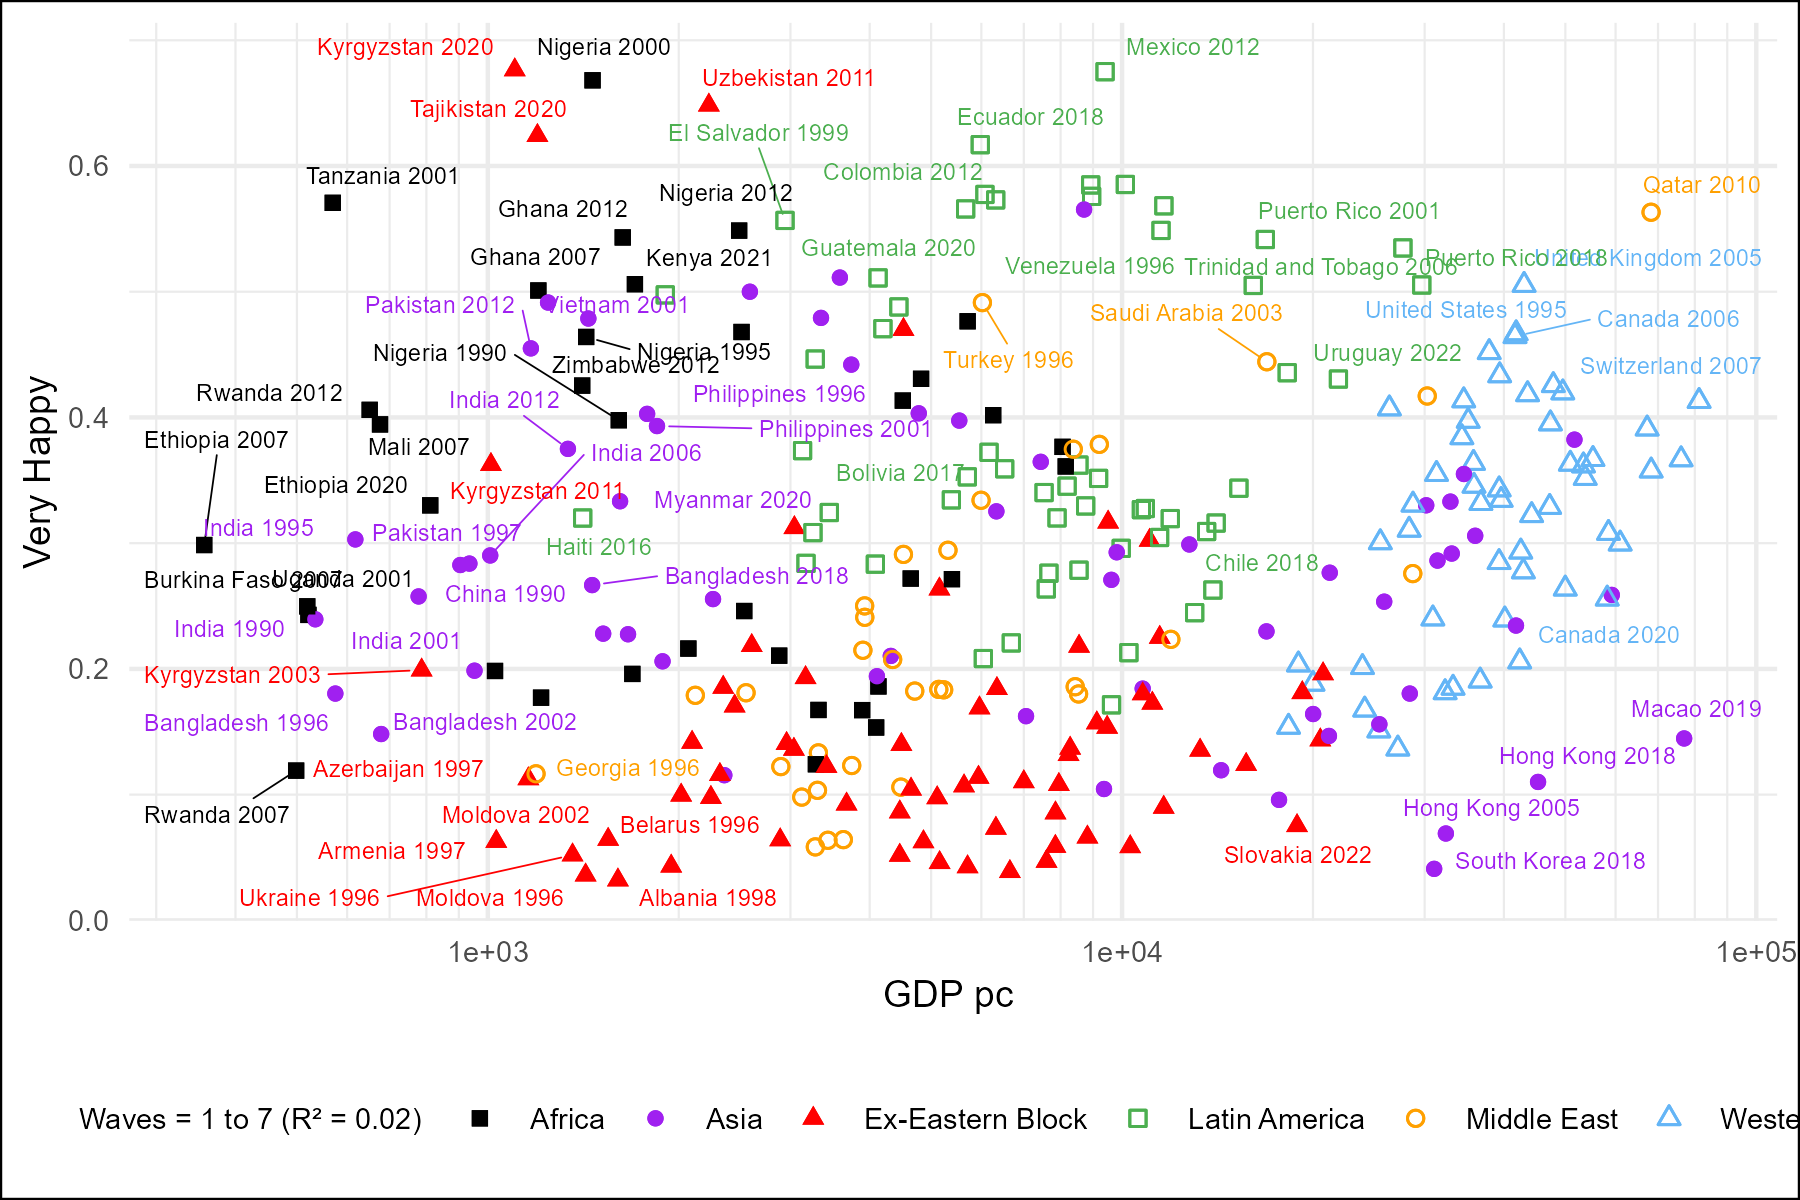 Kyrgyzstan 2020
Nigeria 2000
Mexico 2012
Uzbekistan 2011
Tajikistan 2020
Ecuador 2018
El Salvador 1999
0.6
Tanzania 2001
Colombia 2012
Qatar 2010
Nigeria 2012
Ghana 2012
Puerto Rico 2001
Guatemala 2020
Ghana 2007
Kenya 2021
Venezuela 1996
Trinidad and Tobago 2006
Puerto Rico 2018
United Kingdom 2005
Pakistan 2012
Vietnam 2001
Saudi Arabia 2003
United States 1995
Canada 2006
Nigeria 1990
Nigeria 1995
Zimbabwe 2012
Turkey 1996
Uruguay 2022
Switzerland 2007
Rwanda 2012
India 2012
Philippines 1996
0.4
Philippines 2001
Ethiopia 2007
Mali 2007
India 2006
Bolivia 2017
Ethiopia 2020
Kyrgyzstan 2011
Myanmar 2020
India 1995
Pakistan 1997
Haiti 2016
Chile 2018
Burkina Faso 2007
Uganda 2001
China 1990
Bangladesh 2018
India 1990
India 2001
Canada 2020
Kyrgyzstan 2003
0.2
Bangladesh 1996
Bangladesh 2002
Macao 2019
Azerbaijan 1997
Georgia 1996
Hong Kong 2018
Rwanda 2007
Moldova 2002
Belarus 1996
Hong Kong 2005
Armenia 1997
Slovakia 2022
South Korea 2018
Ukraine 1996
Moldova 1996
Albania 1998
0.0
Very Happy
1e+03
1e+04
1e+05
GDP pc
Waves = 1 to 7 (R² = 0.02)
Africa
Asia
Ex-Eastern Block
Latin America
Middle East
Weste